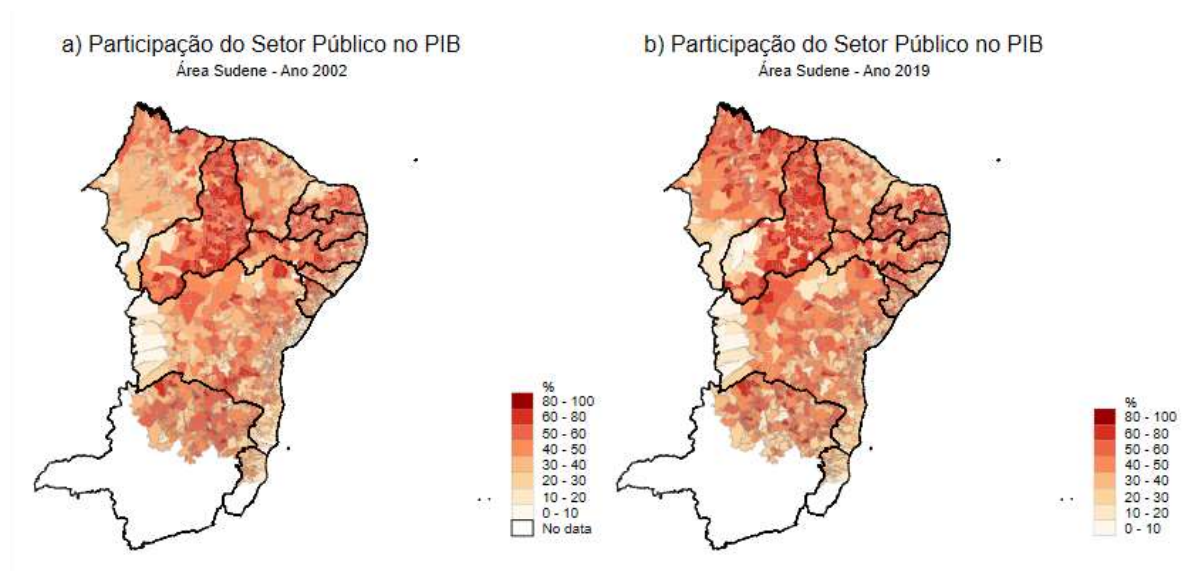 a) Participação do Setor Público no PIB
Área Sudene - Ano 2002
%
80 - 100
60 - 80
50 - 60
40 - 50
30 - 40
20 - 30
10 - 20
0 - 10
No data
b) Participação do Setor Público no PIB
Área Sudene - Ano 2019
%
80 - 100
60 - 80
50 - 60
40 - 50
30 - 40
20 - 30
10 - 20
0 - 10